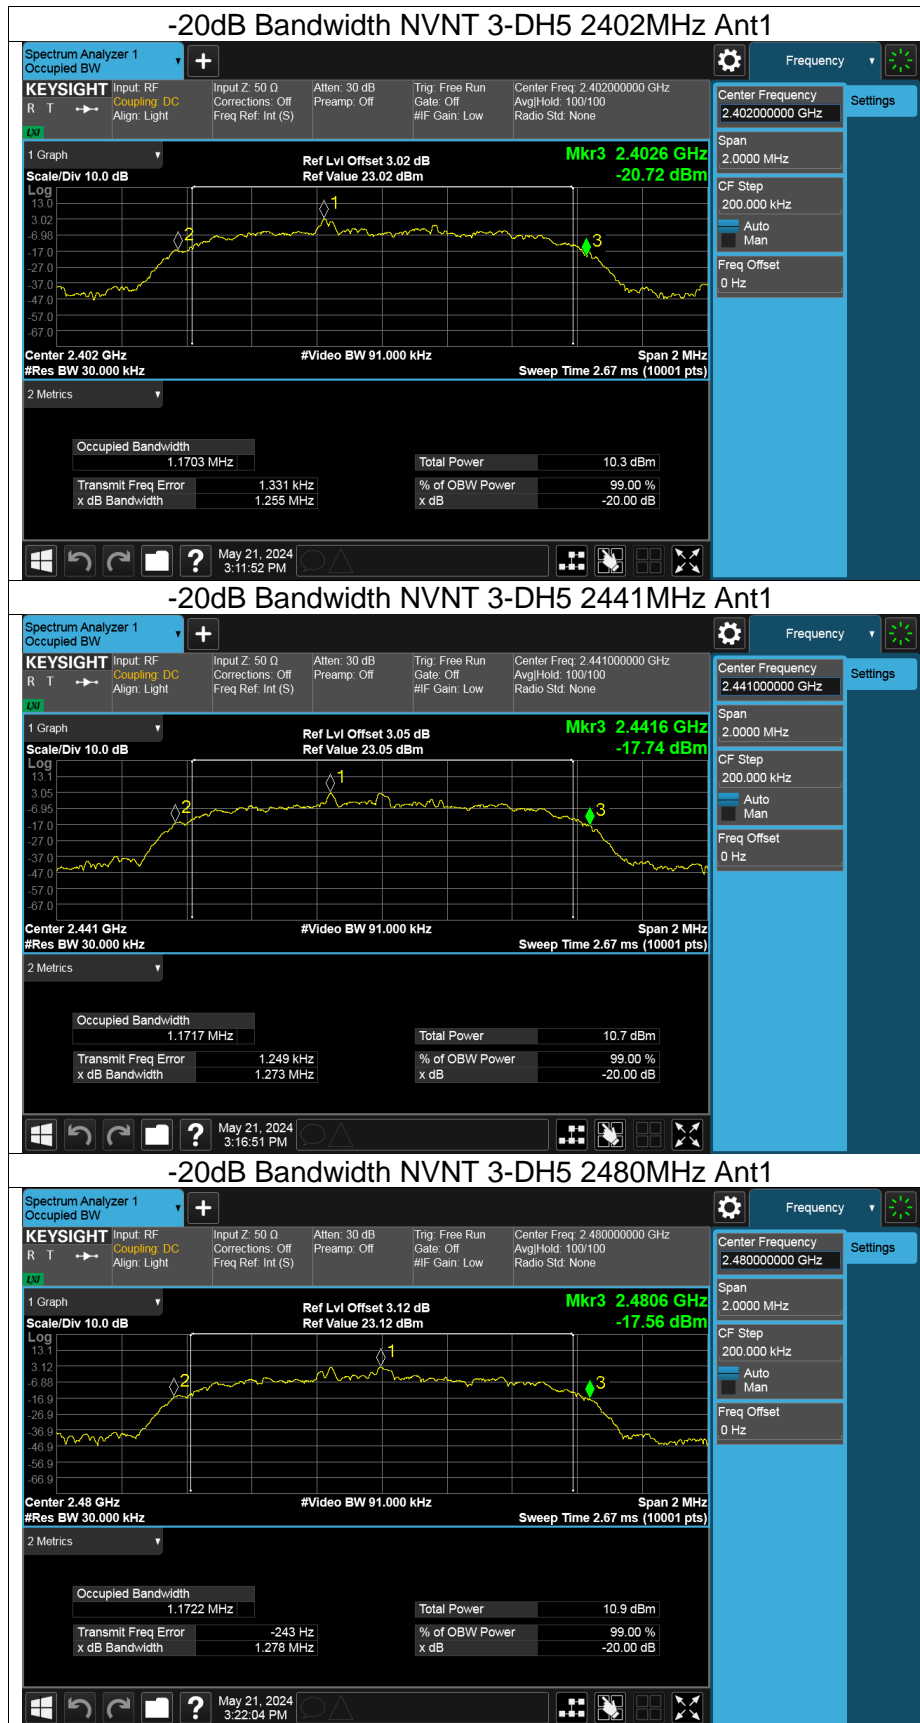 -20dB Bandwidth NVNT 3-DH5 2402MHz Ant1
Spectrum Analyzer 1
Occupied BW
+
Frequency
KEYSIGHT
R T
LXI
Input: RF
Coupling: DC
Align: Light
Input Z: 50 Ω
Corrections: Off
Freq Ref: Int (S)
Atten: 30 dB
Preamp: Off
Trig: Free Run
Gate: Off
#IF Gain: Low
Center Freq: 2.402000000 GHz
Avg|Hold: 100/100
Radio Std: None
Center Frequency
2.402000000 GHz
Settings
Span
2.0000 MHz
CF Step
200.000 kHz
Auto
Man
Freq Offset
0 Hz
1 Graph
Scale/Div 10.0 dB
Ref Lvl Offset 3.02 dB
Ref Value 23.02 dBm
Mkr3 2.4026 GHz
-20.72 dBm
Log
13.0
3.02
-6.98
-17.0
-27.0
-37.0
-47.0
-57.0
-67.0
1
2
3
Center 2.402 GHz
#Res BW 30.000 kHz
#Video BW 91.000 kHz
Span 2 MHz
Sweep Time 2.67 ms (10001 pts)
2 Metrics
Occupied Bandwidth
1.1703 MHz
Total Power 10.3 dBm
Transmit Freq Error 1.331 kHz
% of OBW Power 99.00 %
x dB Bandwidth 1.255 MHz
x dB -20.00 dB
?
May 21, 2024
3:11:52 PM
-20dB Bandwidth NVNT 3-DH5 2441MHz Ant1
Spectrum Analyzer 1
Occupied BW
+
Frequency
KEYSIGHT
R T
LXI
Input: RF
Coupling: DC
Align: Light
Input Z: 50 Ω
Corrections: Off
Freq Ref: Int (S)
Atten: 30 dB
Preamp: Off
Trig: Free Run
Gate: Off
#IF Gain: Low
Center Freq: 2.441000000 GHz
Avg|Hold: 100/100
Radio Std: None
Center Frequency
2.441000000 GHz
Settings
Span
2.0000 MHz
CF Step
200.000 kHz
Auto
Man
Freq Offset
0 Hz
1 Graph
Scale/Div 10.0 dB
Ref Lvl Offset 3.05 dB
Ref Value 23.05 dBm
Mkr3 2.4416 GHz
-17.74 dBm
Log
13.1
3.05
-6.95
-17.0
-27.0
-37.0
-47.0
-57.0
-67.0
1
2
3
Center 2.441 GHz
#Res BW 30.000 kHz
#Video BW 91.000 kHz
Span 2 MHz
Sweep Time 2.67 ms (10001 pts)
2 Metrics
Occupied Bandwidth
1.1717 MHz
Total Power 10.7 dBm
Transmit Freq Error 1.249 kHz
% of OBW Power 99.00 %
x dB Bandwidth 1.273 MHz
x dB -20.00 dB
?
May 21, 2024
3:16:51 PM
-20dB Bandwidth NVNT 3-DH5 2480MHz Ant1
Spectrum Analyzer 1
Occupied BW
+
Frequency
KEYSIGHT
R T
LXI
Input: RF
Coupling: DC
Align: Light
Input Z: 50 Ω
Corrections: Off
Freq Ref: Int (S)
Atten: 30 dB
Preamp: Off
Trig: Free Run
Gate: Off
#IF Gain: Low
Center Freq: 2.480000000 GHz
Avg|Hold: 100/100
Radio Std: None
Center Frequency
2.480000000 GHz
Settings
Span
2.0000 MHz
CF Step
200.000 kHz
Auto
Man
Freq Offset
0 Hz
1 Graph
Scale/Div 10.0 dB
Ref Lvl Offset 3.12 dB
Ref Value 23.12 dBm
Mkr3 2.4806 GHz
-17.56 dBm
Log
13.1
3.12
-6.88
-16.9
-26.9
-36.9
-46.9
-56.9
-66.9
1
2
3
Center 2.48 GHz
#Res BW 30.000 kHz
#Video BW 91.000 kHz
Span 2 MHz
Sweep Time 2.67 ms (10001 pts)
2 Metrics
Occupied Bandwidth
1.1722 MHz
Total Power 10.9 dBm
Transmit Freq Error -243 Hz
% of OBW Power 99.00 %
x dB Bandwidth 1.278 MHz
x dB -20.00 dB
?
May 21, 2024
3:22:04 PM